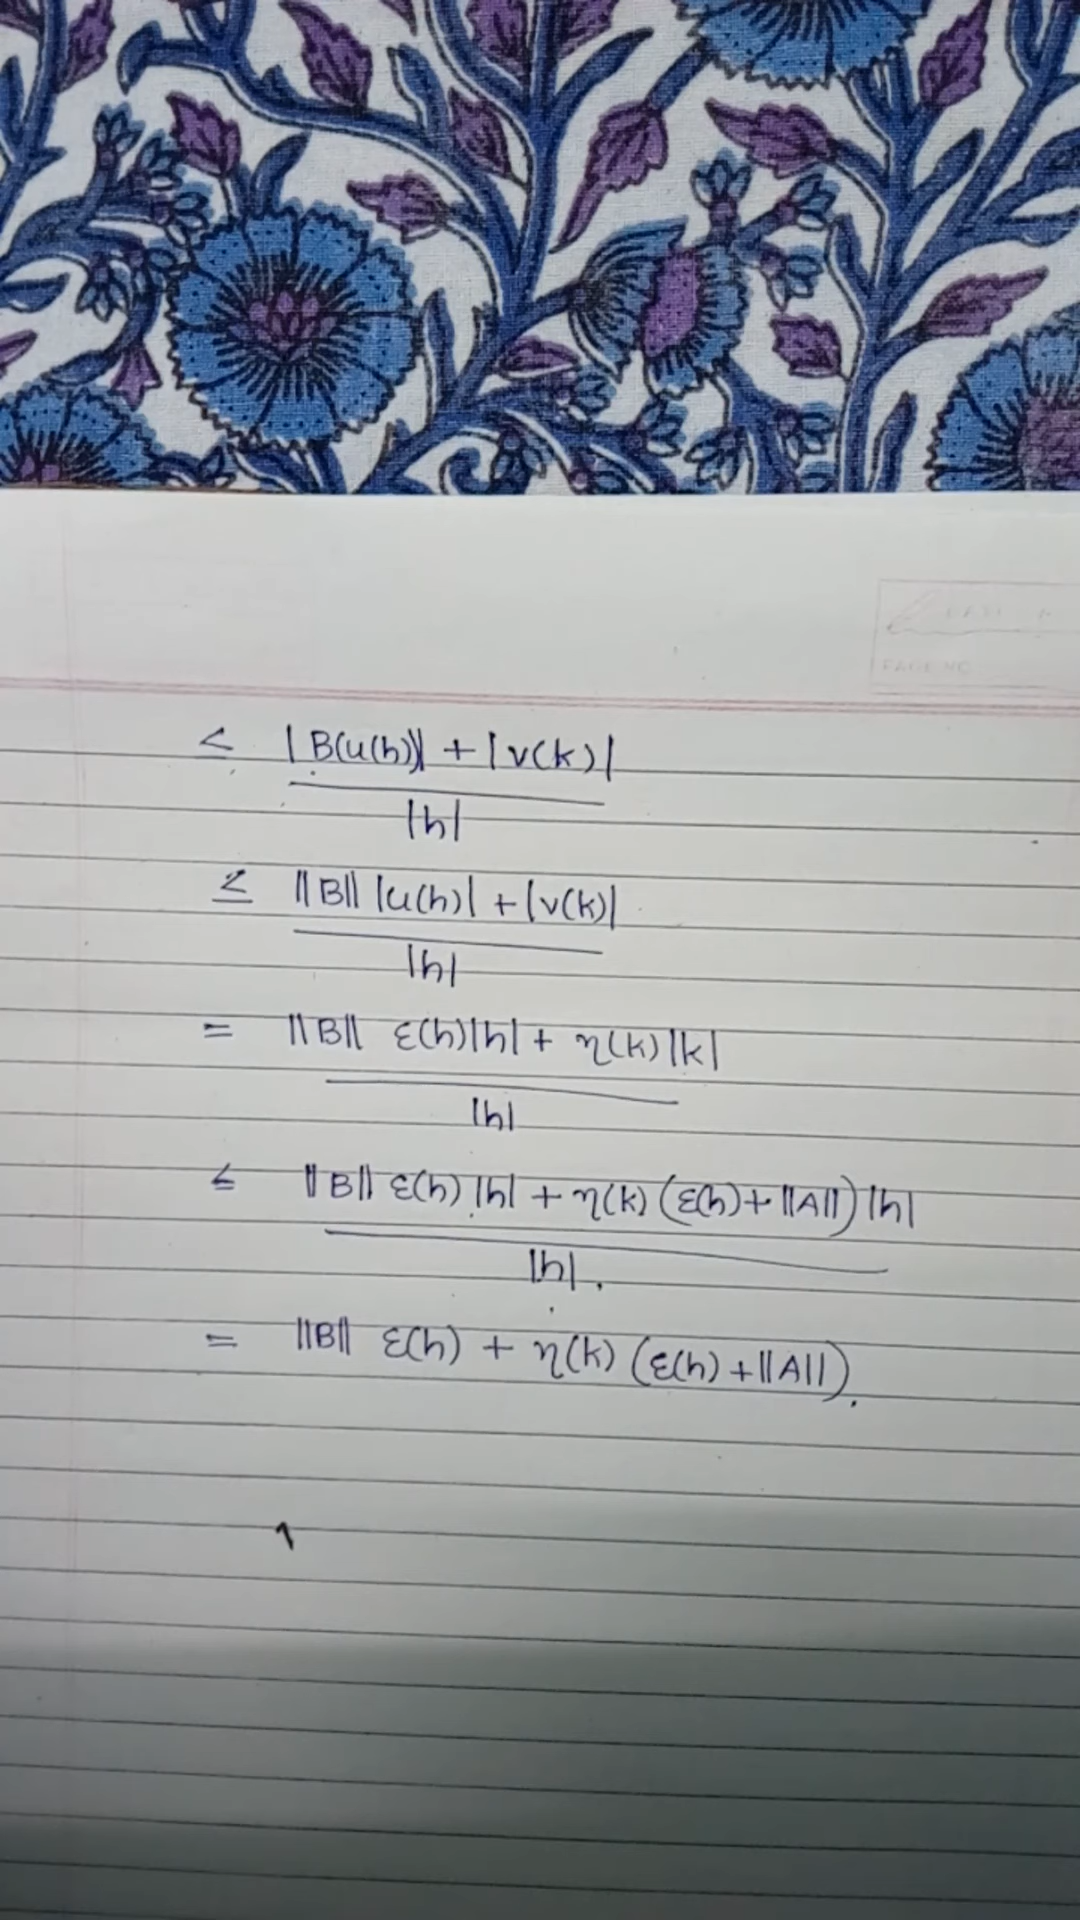 ≤ |B(u(h))| + |v(k)|
|h|
≤ ||B|| |u(h)| + |v(k)|
|h|
= ||B|| ε(h)|h| + η(k)|k|
|h|
≤ ||B|| ε(h) |h| + η(k) (ε(h) + ||A||) |h|
|h|.
= ||B|| ε(h) + η(k) (ε(h) + ||A||).